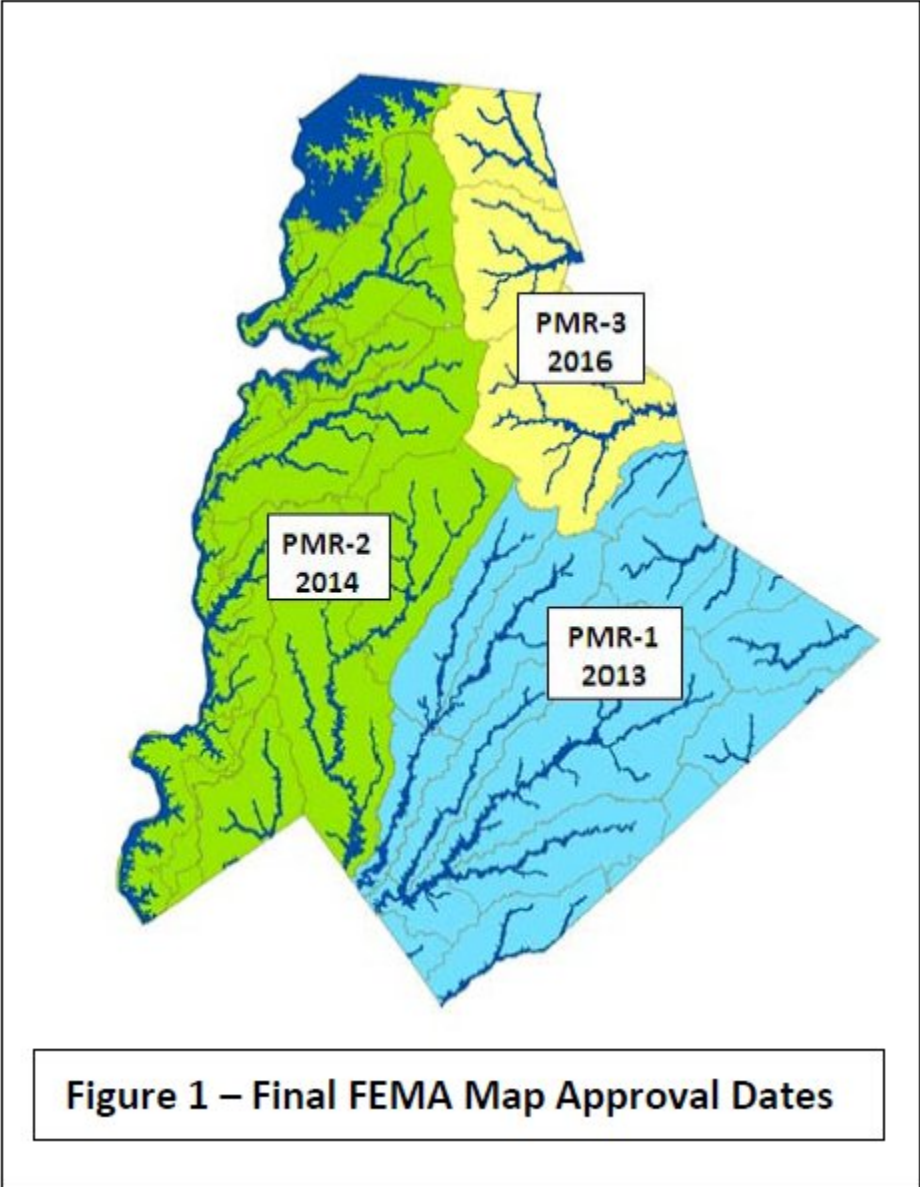 PMR-3
2016
PMR-2
2014
PMR-1
2013
Figure 1 – Final FEMA Map Approval Dates